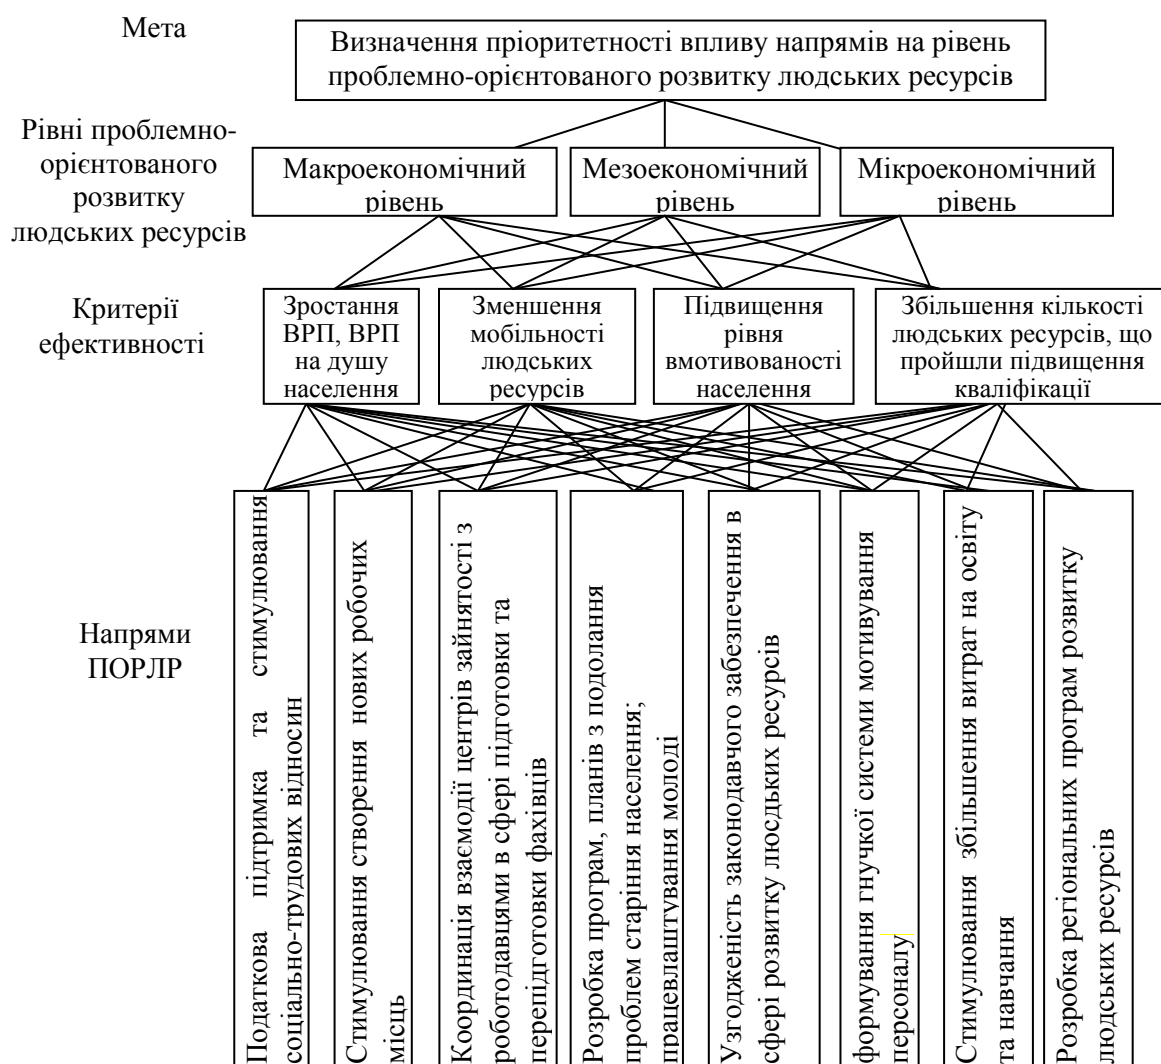 Мета
Визначення пріоритетності впливу напрямів на рівень
проблемно-орієнтованого розвитку людських ресурсів
Рівні проблемно-
орієнтованого
розвитку
людських ресурсів
Макроекономічний
рівень
Мезоекономічний
рівень
Мікроекономічний
рівень
Критерії
ефективності
Зростання
ВРП, ВРП
на душу
населення
Зменшення
мобільності
людських
ресурсів
Підвищення
рівня
вмотивованості
населення
Збільшення кількості
людських ресурсів, що
пройшли підвищення
кваліфікації
Напрями
ПОРЛР
Податкова підтримка та стимулювання
соціально-трудових відносин
Стимулювання створення нових робочих
місць
Координація взаємодії центрів зайнятості з
роботодавцями в сфері підготовки та
перепідготовки фахівців
Розробка програм, планів з подолання
проблем старіння населення;
працевлаштування молоді
Узгодженість законодавчого забезпечення в
сфері розвитку люсдьких ресурсів
формування гнучкої системи мотивування
персоналу
Стимулювання збільшення витрат на освіту
та навчання
Розробка регіональних програм розвитку
людських ресурсів